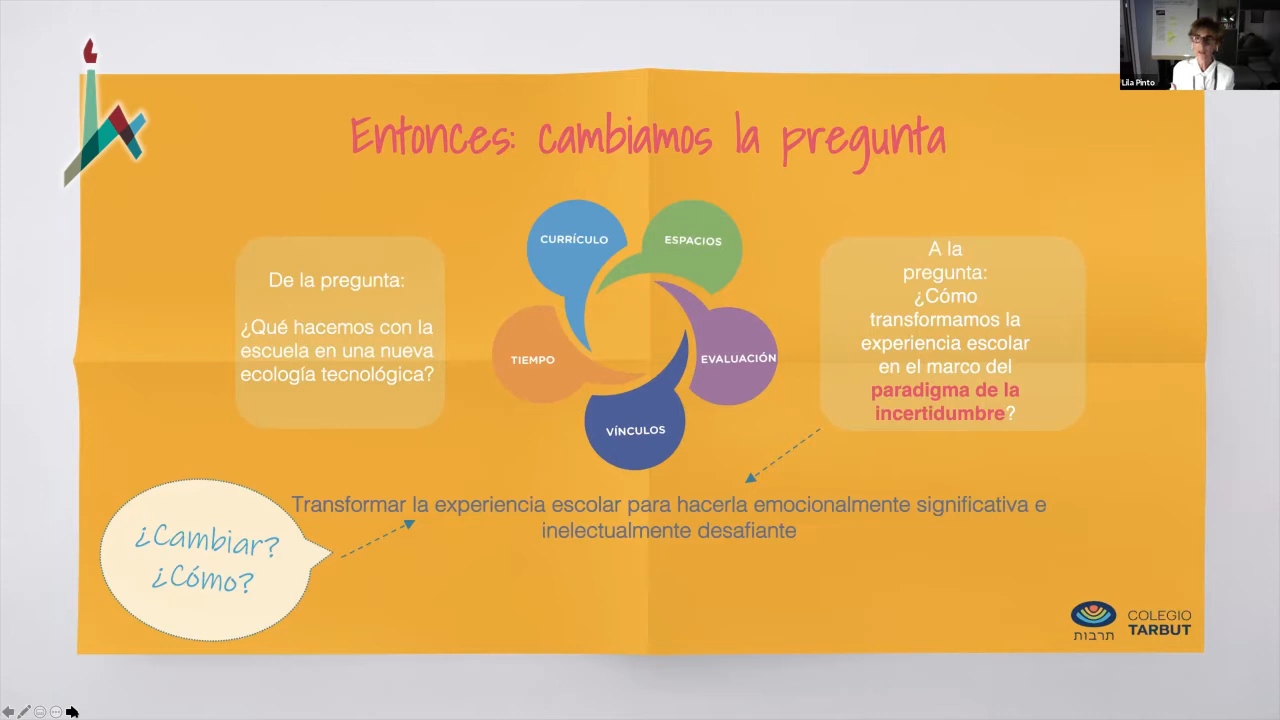 Lila Pinto
Entonces: cambiamos la pregunta
CURRÍCULO
ESPACIOS
TIEMPO
EVALUACIÓN
VÍNCULOS
De la pregunta:
¿Qué hacemos con la
escuela en una nueva
ecología tecnológica?
A la
pregunta:
¿Cómo
transformamos la
experiencia escolar
en el marco del
paradigma de la
incertidumbre?
Transformar la experiencia escolar para hacerla emocionalmente significativa e
inelectualmente desafiante
¿Cambiar?
¿Cómo?
COLEGIO
TARBUT
תרבות